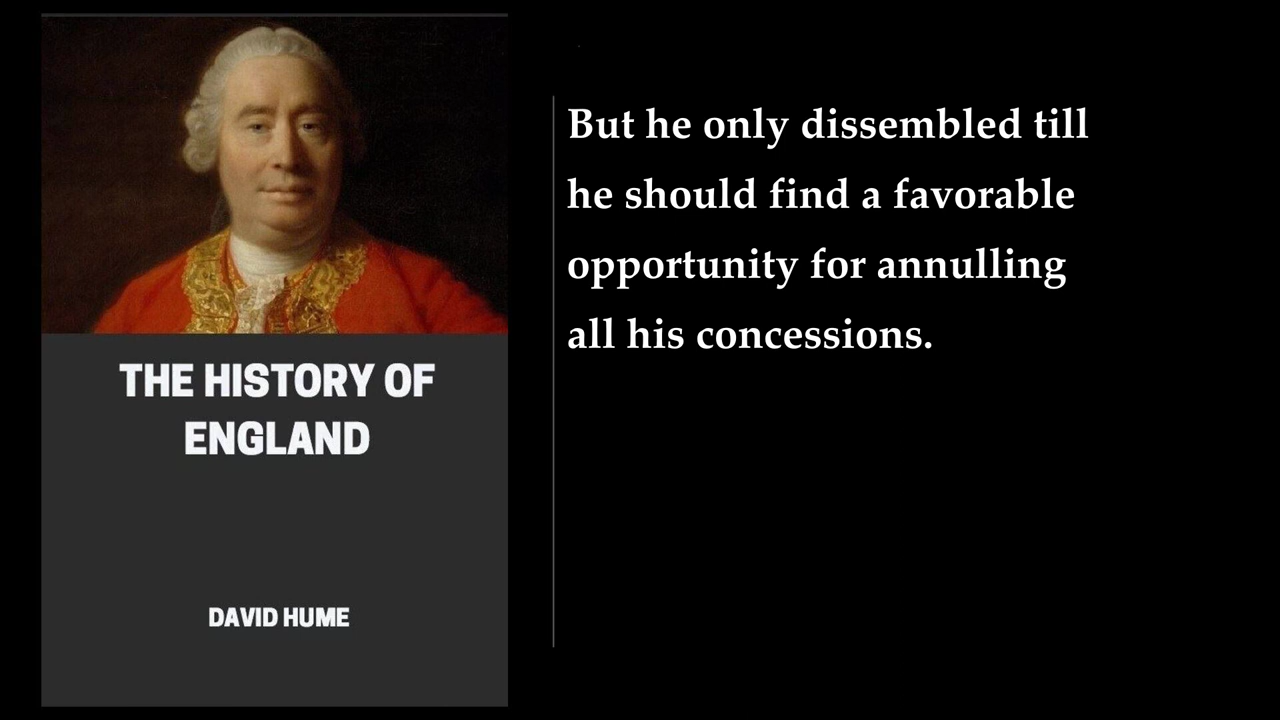 THE HISTORY OF
ENGLAND
DAVID HUME
But he only dissembled till
he should find a favorable
opportunity for annulling
all his concessions.